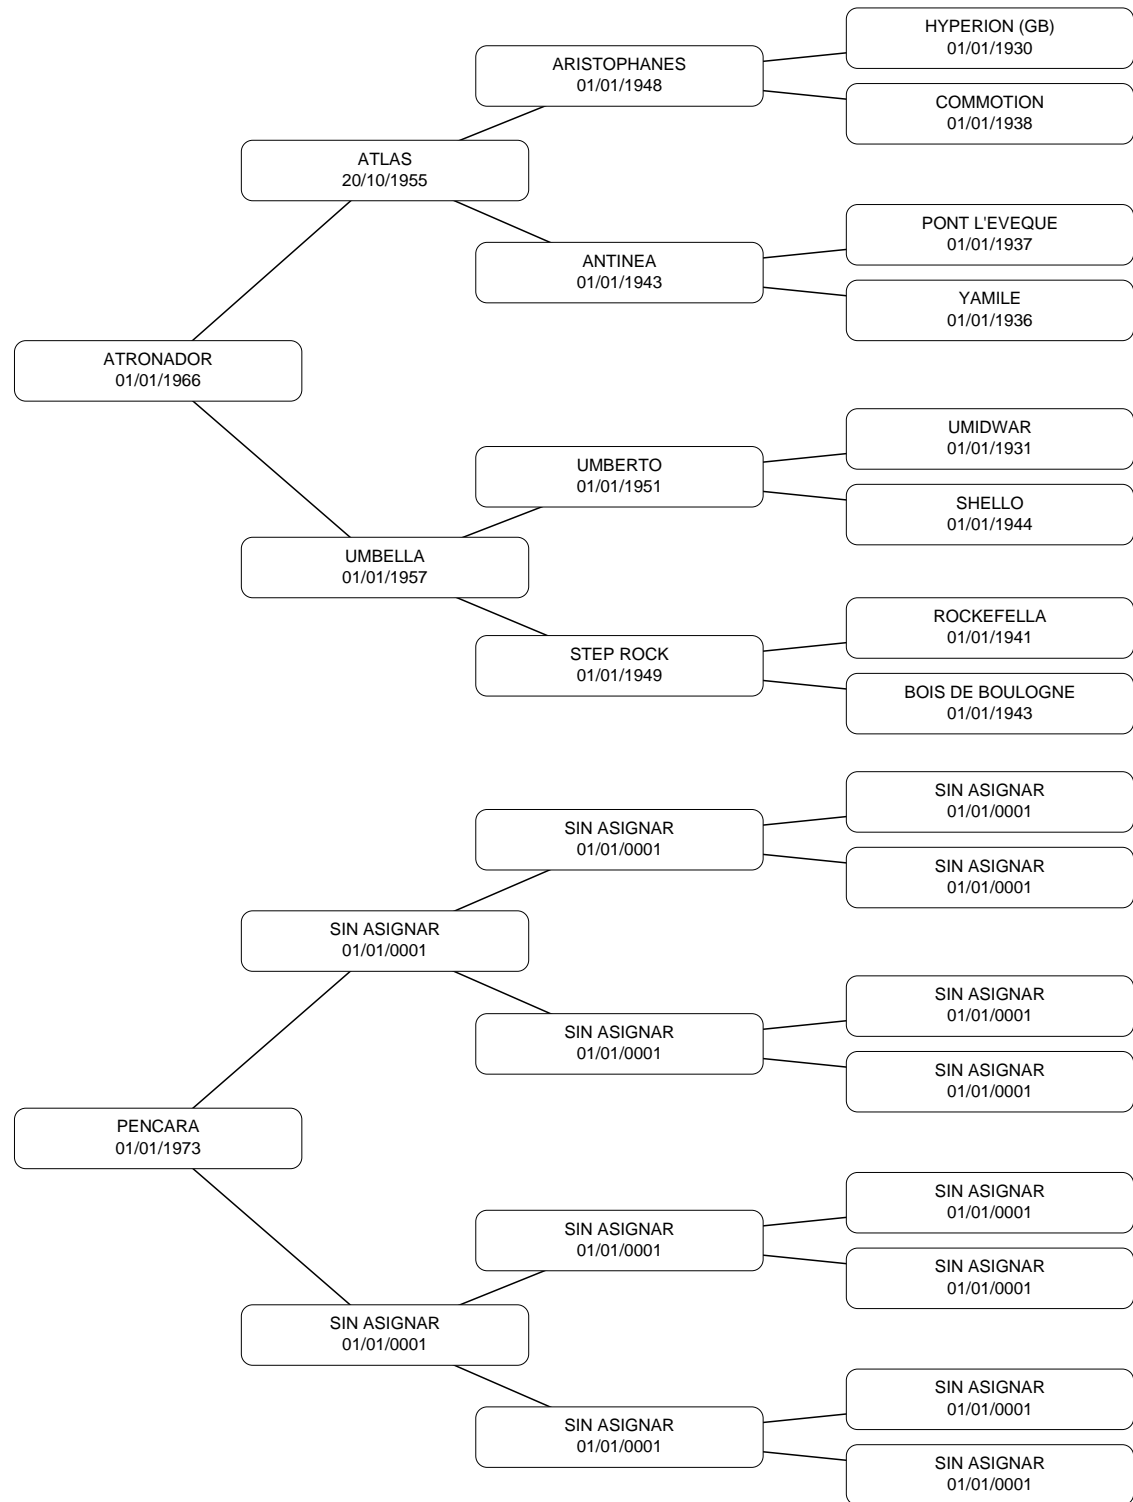 HYPERION (GB)
01/01/1930
ARISTOPHANES
01/01/1948
COMMOTION
01/01/1938
ATLAS
20/10/1955
PONT L'EVEQUE
01/01/1937
ANTINEA
01/01/1943
YAMILE
01/01/1936
ATRONADOR
01/01/1966
UMIDWAR
01/01/1931
UMBERTO
01/01/1951
SHELLO
01/01/1944
UMBELLA
01/01/1957
ROCKEFELLA
01/01/1941
STEP ROCK
01/01/1949
BOIS DE BOULOGNE
01/01/1943
SIN ASIGNAR
01/01/0001
SIN ASIGNAR
01/01/0001
SIN ASIGNAR
01/01/0001
SIN ASIGNAR
01/01/0001
SIN ASIGNAR
01/01/0001
SIN ASIGNAR
01/01/0001
SIN ASIGNAR
01/01/0001
PENCARA
01/01/1973
SIN ASIGNAR
01/01/0001
SIN ASIGNAR
01/01/0001
SIN ASIGNAR
01/01/0001
SIN ASIGNAR
01/01/0001
SIN ASIGNAR
01/01/0001
SIN ASIGNAR
01/01/0001
SIN ASIGNAR
01/01/0001